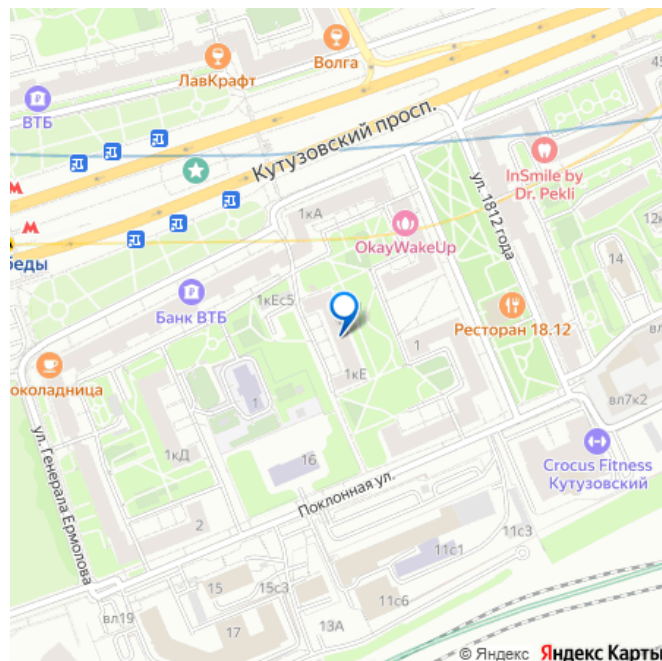 Волга
ЛавКрафт
ВТБ
Кутузовский просп.
InSmile by
Dr. Pekli
ул. 1812 года
45
1кА
OkayWakeUp
12к
14
беды
1кЕс5
Банк ВТБ
Ресторан 18.12
вл
1
1кЕ
околадница
вл7к2
1
1кД
16
Crocus Fitness
Кутузовский
ул. Генерала Ермолова
Поклонная ул.
2
11с3
11с1
15
15с3
11с6
вл19
17
13А
© Яндекс Яндекс Карты